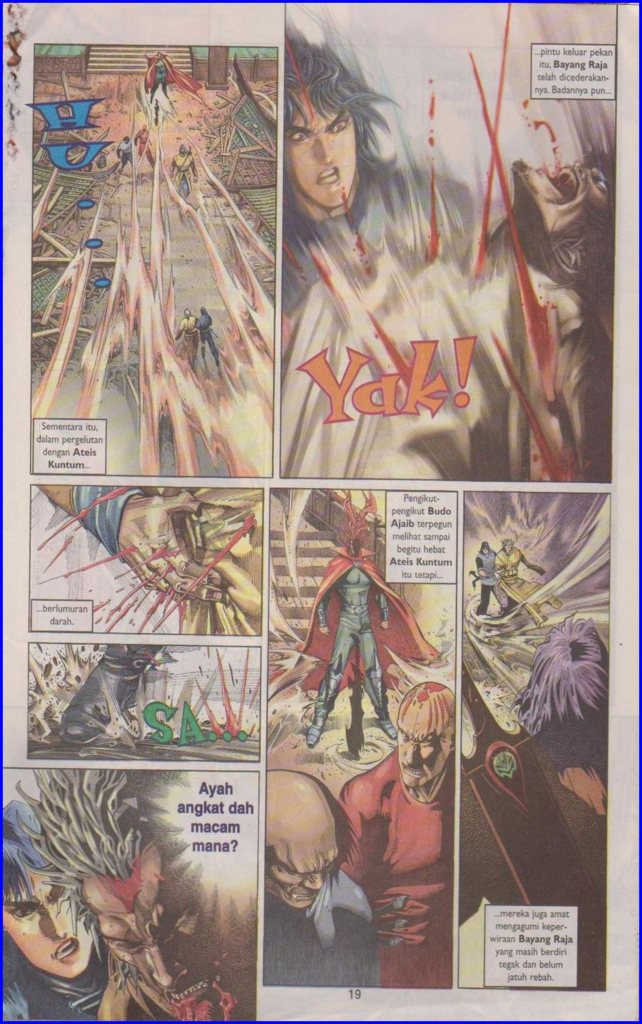 HU...
Sementara itu,
dalam pergelutan
dengan Ateis
Kuntum...
...pintu keluar pekan
itu, Bayang Raja
telah dicederakan-
nya. Badannya pun...
Yak!
...berlumuran
darah.
SA...
Ayah
angkat dah
macam
mana?
Pengikut-
pengikut Budo
Ajaib terpegun
melihat sampai
begitu hebat
Ateis Kuntum
itu tetapi...
...mereka juga amat
mengagumi keper-
wiraan Bayang Raja
yang masih berdiri
tegak dan belum
jatuh rebah.
19